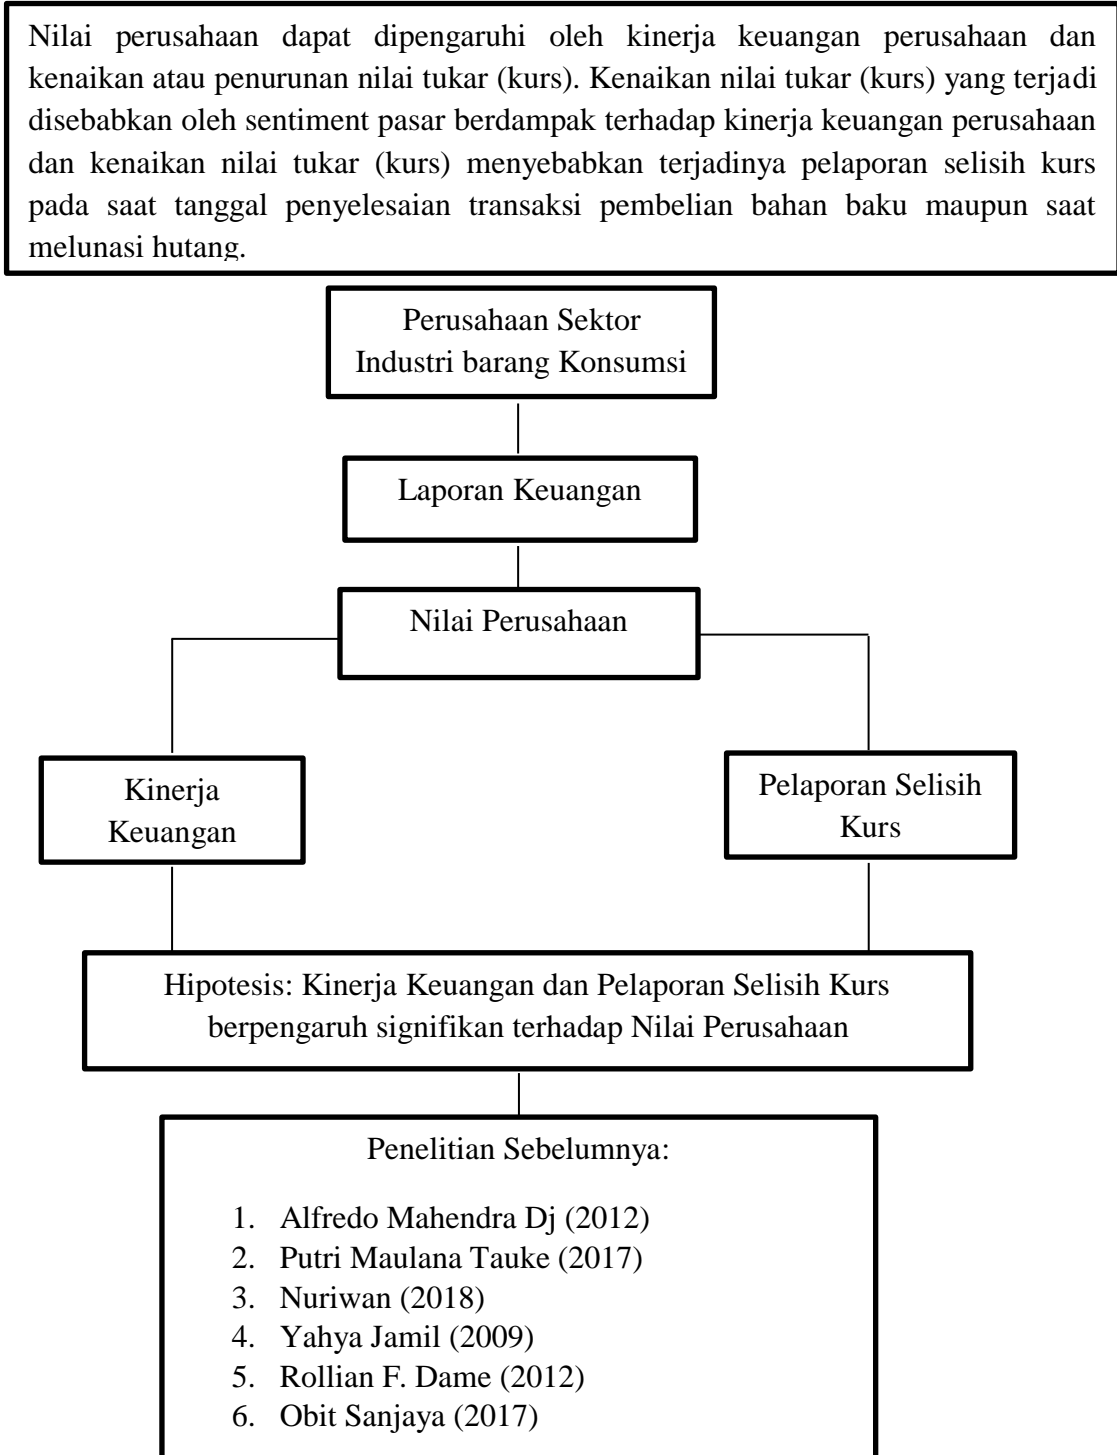 Nilai perusahaan dapat dipengaruhi oleh kinerja keuangan perusahaan dan
kenaikan atau penurunan nilai tukar (kurs). Kenaikan nilai tukar (kurs) yang terjadi
disebabkan oleh sentiment pasar berdampak terhadap kinerja keuangan perusahaan
dan kenaikan nilai tukar (kurs) menyebabkan terjadinya pelaporan selisih kurs
pada saat tanggal penyelesaian transaksi pembelian bahan baku maupun saat
melunasi hutang.
Perusahaan Sektor
Industri barang Konsumsi
Laporan Keuangan
Nilai Perusahaan
Kinerja
Keuangan
Pelaporan Selisih
Kurs
Hipotesis: Kinerja Keuangan dan Pelaporan Selisih Kurs
berpengaruh signifikan terhadap Nilai Perusahaan
Penelitian Sebelumnya:
1. Alfredo Mahendra Dj (2012)
2. Putri Maulana Tauke (2017)
3. Nuriwan (2018)
4. Yahya Jamil (2009)
5. Rollian F. Dame (2012)
6. Obit Sanjaya (2017)